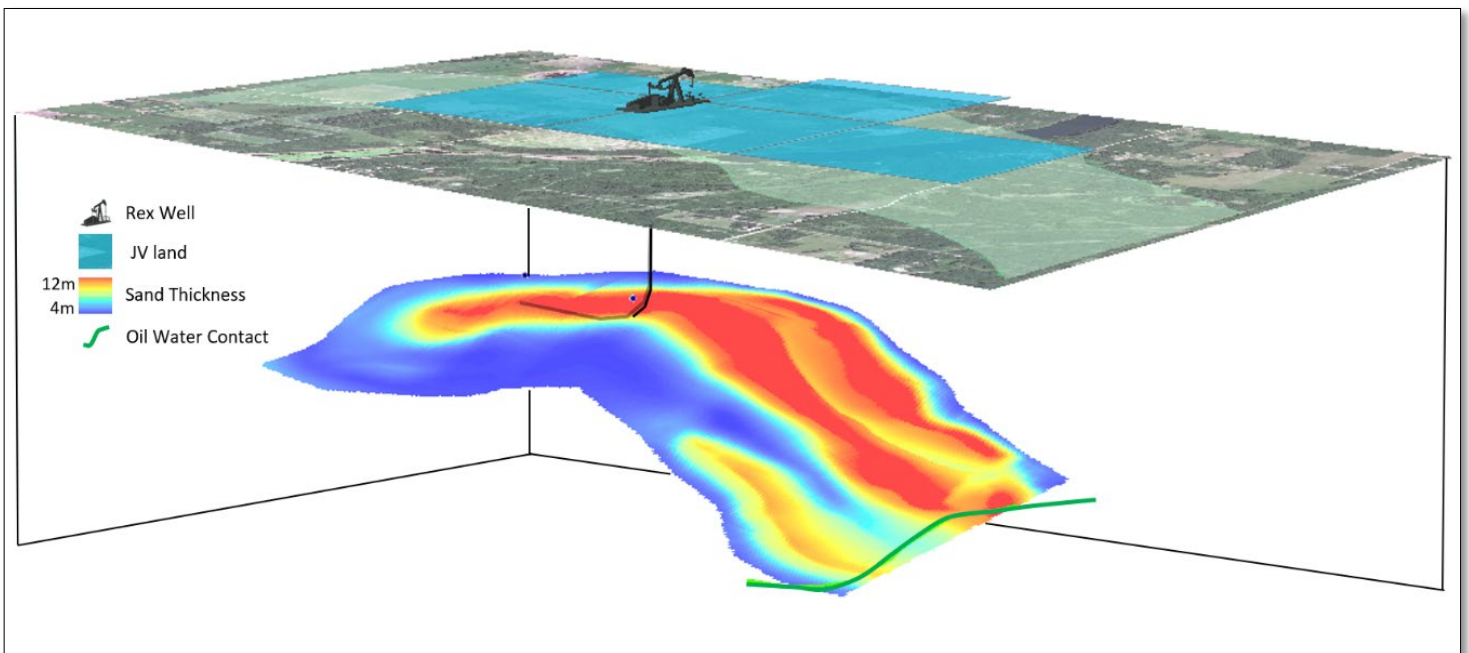 Rex Well
JV land
12m
4m
Sand Thickness
Oil Water Contact